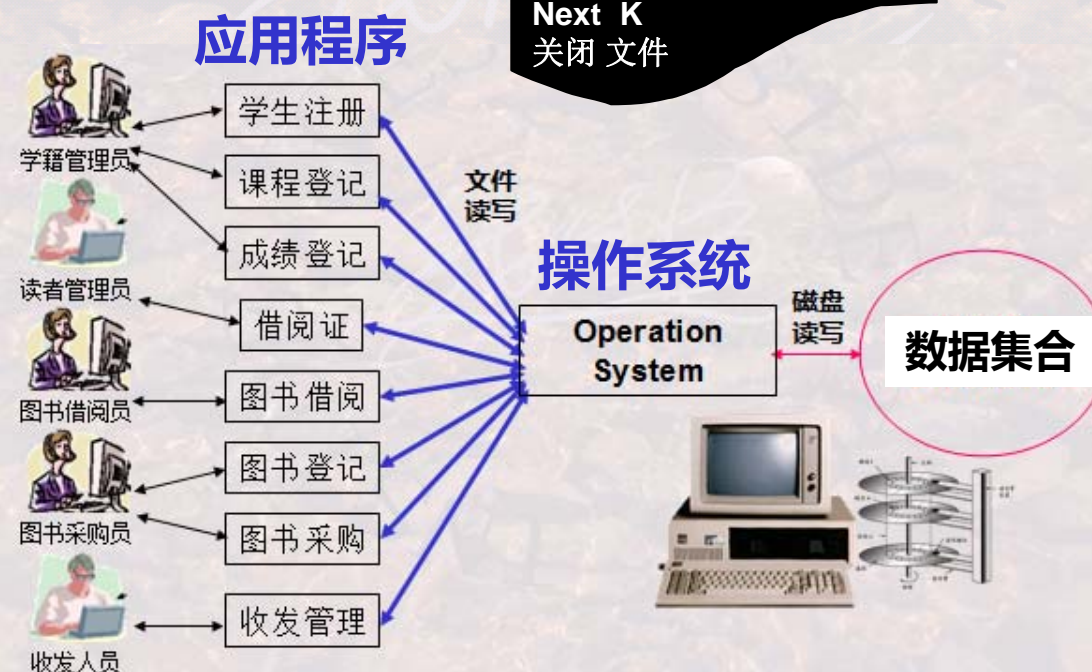 Next K
关闭 文件
应用程序
学生注册
学籍管理员
课程登记
文件
读写
成绩登记
操作系统
读者管理员
借阅证
Operation
System
磁盘
读写
数据集合
图书借阅
图书借阅员
图书登记
图书采购员
图书采购
收发管理
收发人员